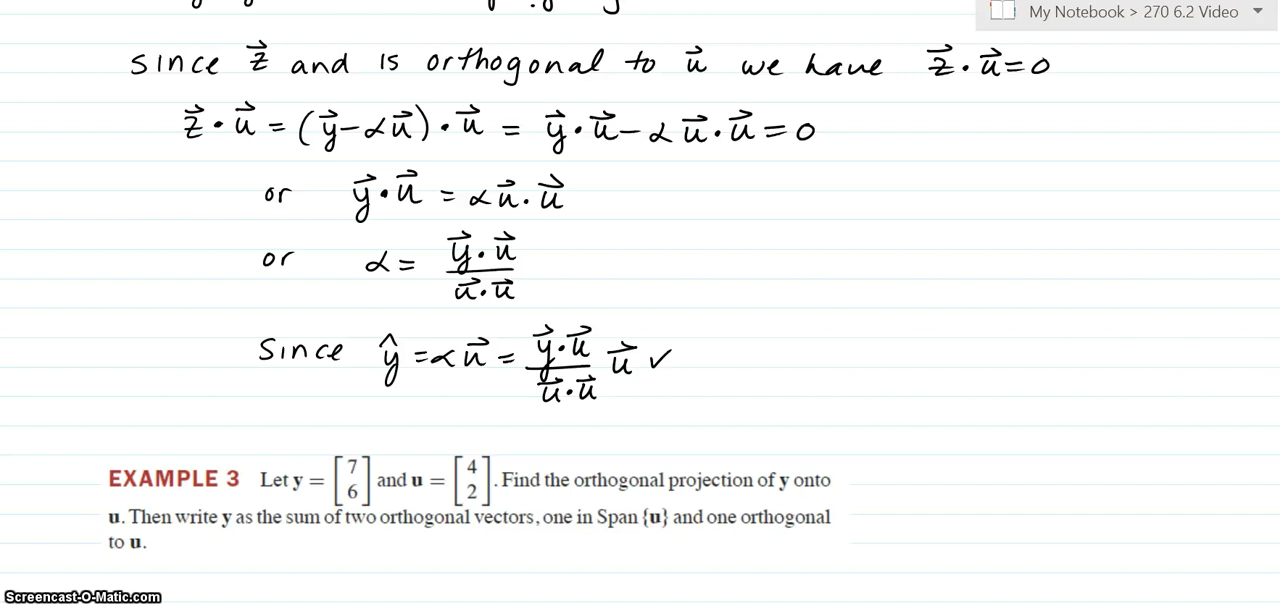 My Notebook > 270 6.2 Video
since z⃗ and is orthogonal to u⃗ we have z⃗·u⃗=0
z⃗·u⃗ = (y⃗-αu⃗)·u⃗ = y⃗·u⃗-αu⃗·u⃗=0
or y⃗·u⃗ = αu⃗·u⃗
or α = (y⃗·u⃗)/(u⃗·u⃗)
Since ŷ=αu⃗ = (y⃗·u⃗)/(u⃗·u⃗) u⃗ ✓
EXAMPLE 3 Let y = [7 6] and u = [4 2]. Find the orthogonal projection of y onto
u. Then write y as the sum of two orthogonal vectors, one in Span {u} and one orthogonal
to u.
Screencast-O-Matic.com